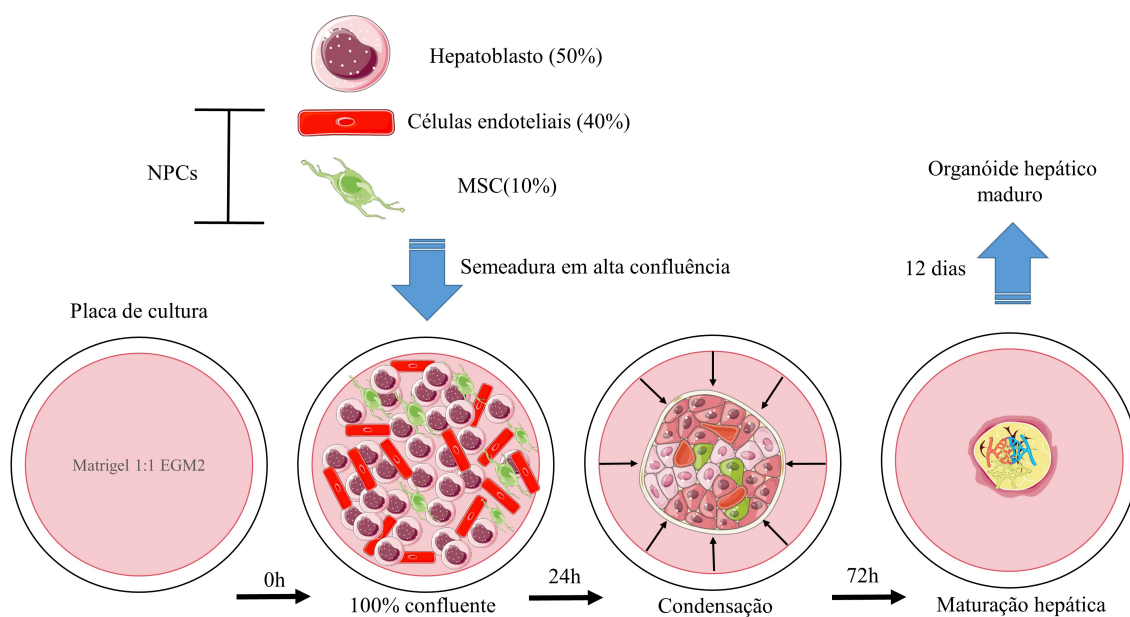 Hepatoblasto (50%)
Células endoteliais (40%)
NPCs
MSC(10%)
Organóide hepático
maduro
Semeadura em alta confluência
12 dias
Placa de cultura
Matrigel 1:1 EGM2
0h
24h
72h
100% confluente
Condensação
Maturação hepática